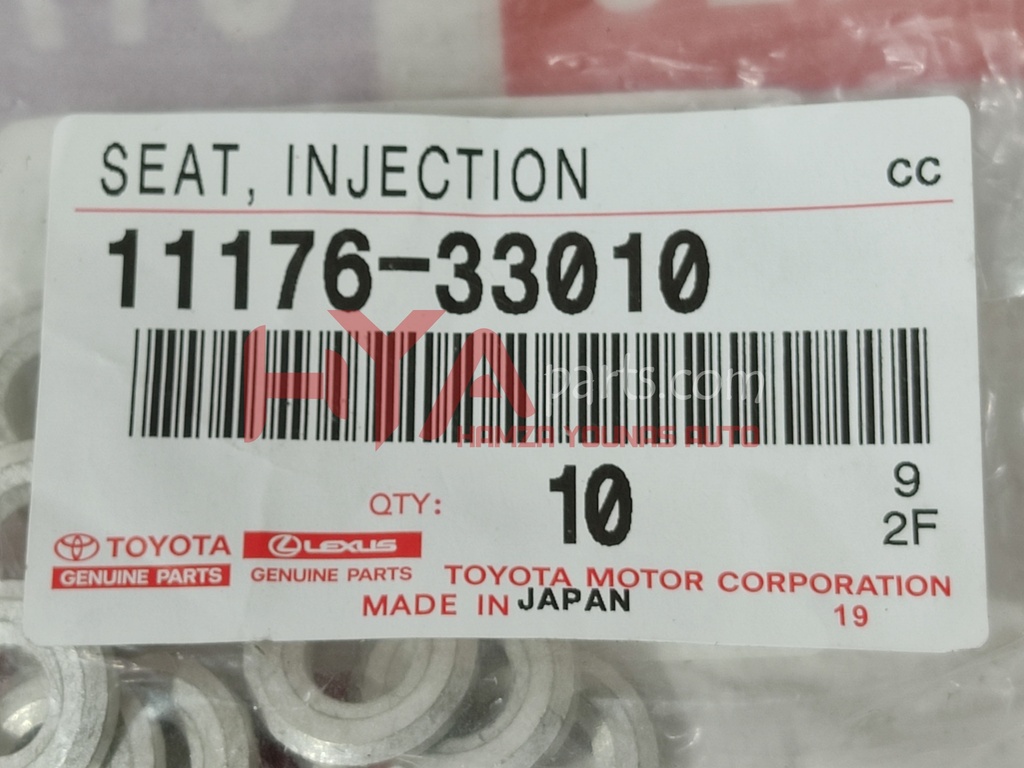 SEAT, INJECTION CC
11176-33010
HYA parts.com
HAMZA YOUNAS AUTO
QTY: 10 9
2F
TOYOTA LEXUS
GENUINE PARTS GENUINE PARTS TOYOTA MOTOR CORPORATION
MADE IN JAPAN 19